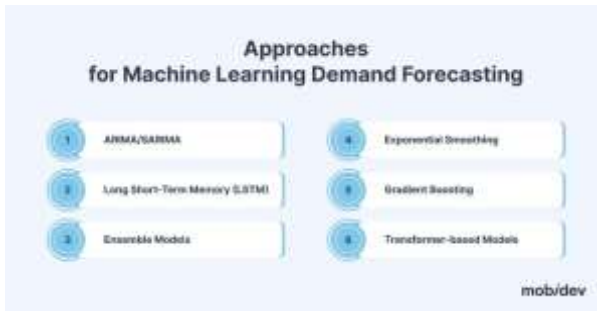 Approaches
for Machine Learning Demand Forecasting
1
ARIMA/SARIMA
2
Long Short-Term Memory (LSTM)
3
Ensemble Models
4
Exponential Smoothing
5
Gradient Boosting
6
Transformer-based Models
mob/dev